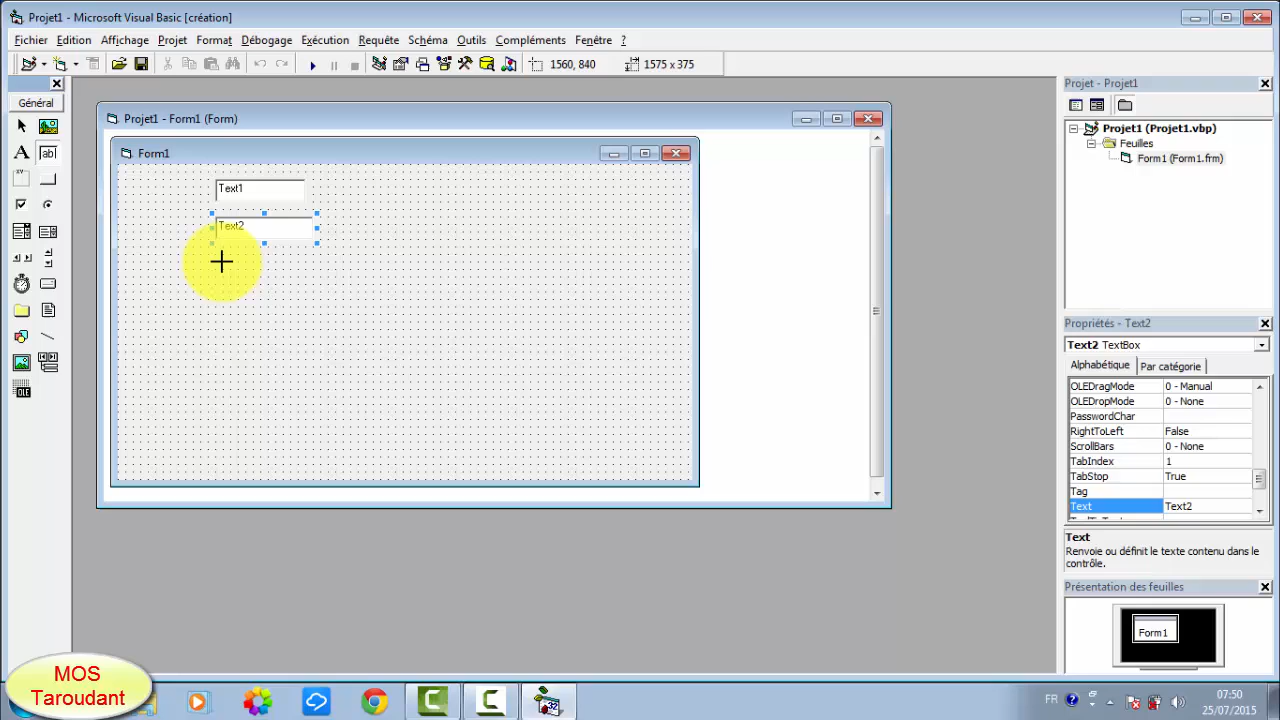 Projet1 - Microsoft Visual Basic [création]
Fichier Edition Affichage Projet Format Débogage Exécution Requête Schéma Outils Compléments Fenêtre ?
1560, 840 1575 x 375
Général
A ab|
OLE
Projet1 - Form1 (Form)
Form1
Text1
Text2
Projet - Projet1
Projet1 (Projet1.vbp)
Feuilles
Form1 (Form1.frm)
Propriétés - Text2
Text2 TextBox
Alphabétique Par catégorie
OLEDragMode 0 - Manual
OLEDropMode 0 - None
PasswordChar
RightToLeft False
ScrollBars 0 - None
TabIndex 1
TabStop True
Tag
Text Text2
Text
Renvoie ou définit le texte contenu dans le
contrôle.
Présentation des feuilles
Form1
MOS
Taroudant
FR
07:50
25/07/2015